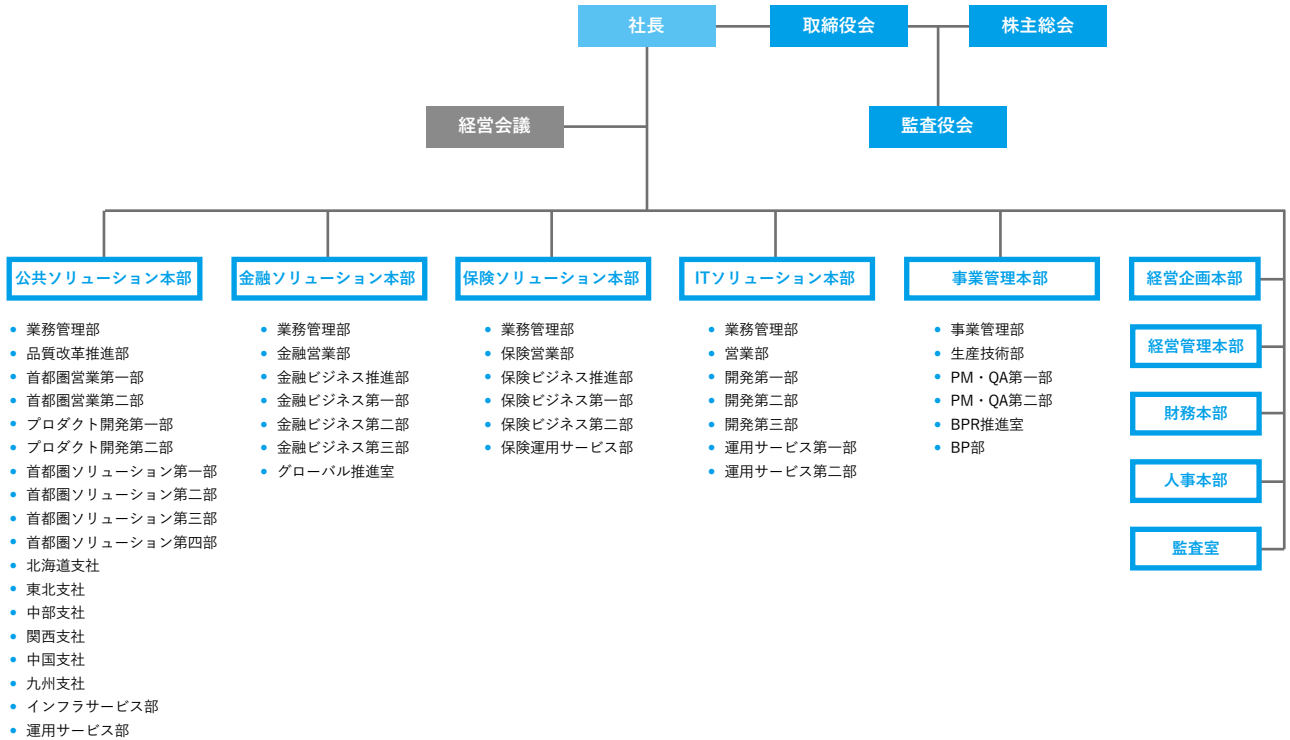 社長
取締役会
株主総会
経営会議
監査役会
公共ソリューション本部
業務管理部
品質改革推進部
首都圏営業第一部
首都圏営業第二部
プロダクト開発第一部
プロダクト開発第二部
首都圏ソリューション第一部
首都圏ソリューション第二部
首都圏ソリューション第三部
首都圏ソリューション第四部
北海道支社
東北支社
中部支社
関西支社
中国支社
九州支社
インフラサービス部
運用サービス部
金融ソリューション本部
業務管理部
金融営業部
金融ビジネス推進部
金融ビジネス第一部
金融ビジネス第二部
金融ビジネス第三部
グローバル推進室
保険ソリューション本部
業務管理部
保険営業部
保険ビジネス推進部
保険ビジネス第一部
保険ビジネス第二部
保険運用サービス部
ITソリューション本部
業務管理部
営業部
開発第一部
開発第二部
開発第三部
運用サービス第一部
運用サービス第二部
事業管理本部
事業管理部
生産技術部
PM・QA第一部
PM・QA第二部
BPR推進室
BP部
経営企画本部
経営管理本部
財務本部
人事本部
監査室